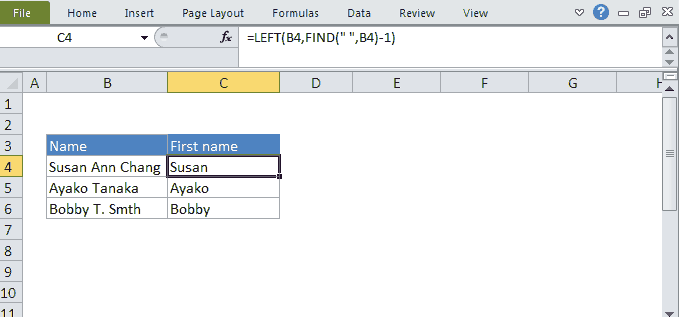 File Home Insert Page Layout Formulas Data Review View
C4 fx =LEFT(B4,FIND(" ",B4)-1)
A B C D E F G H
1
2
3 Name First name
4 Susan Ann Chang Susan
5 Ayako Tanaka Ayako
6 Bobby T. Smth Bobby
7
8
9
10
11